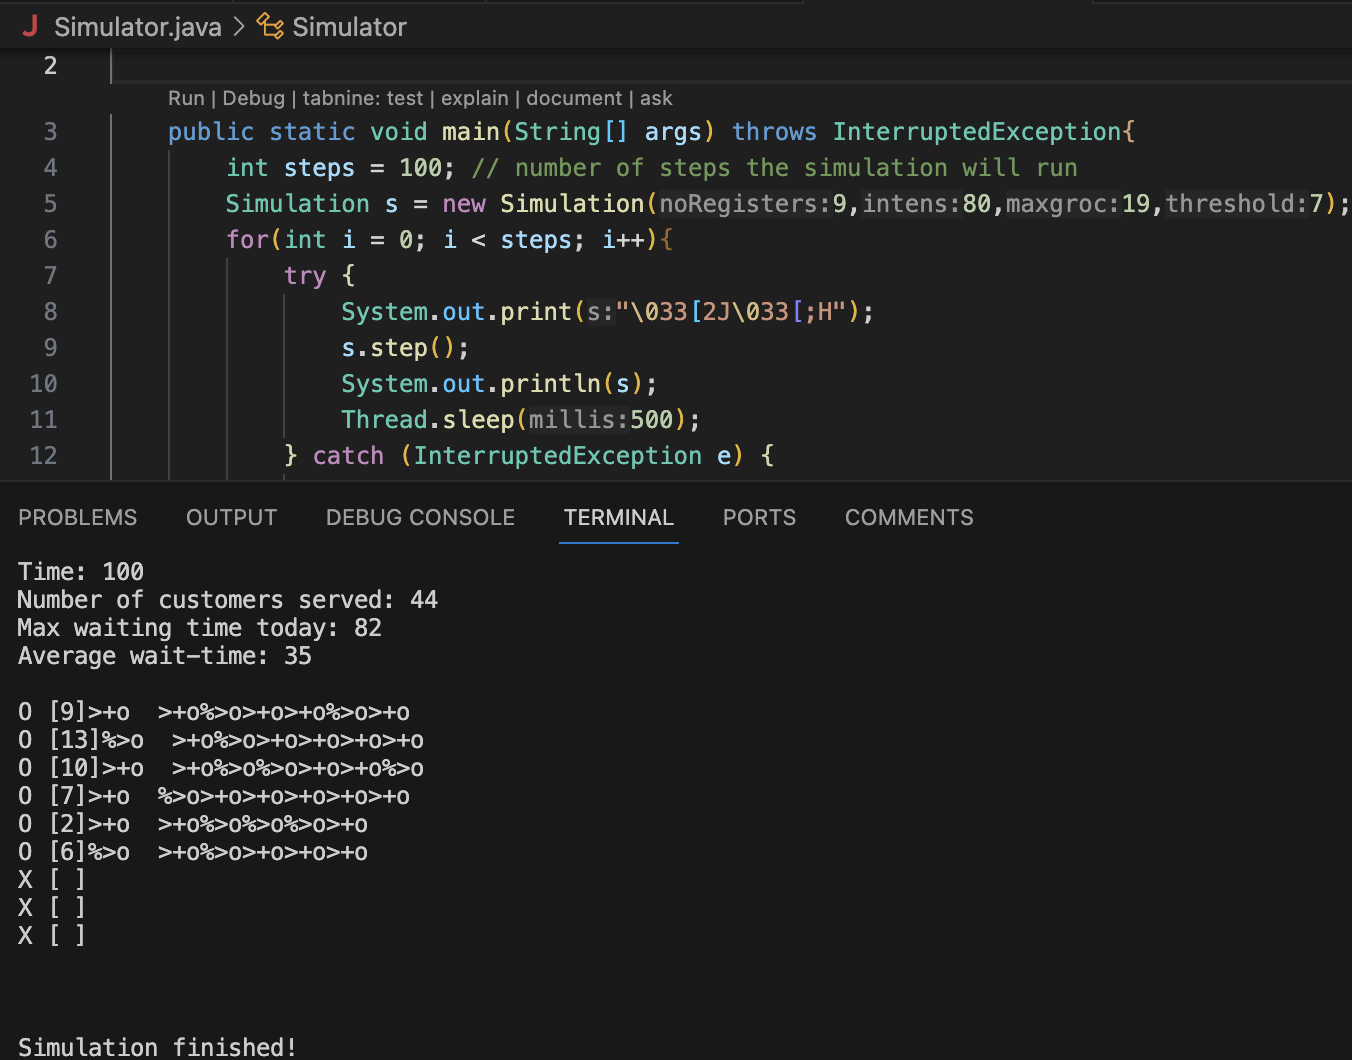 Simulator.java > Simulator
2
Run | Debug | tabnine: test | explain | document | ask
3 public static void main(String[] args) throws InterruptedException{
4 int steps = 100; // number of steps the simulation will run
5 Simulation s = new Simulation(noRegisters:9,intens:80,maxgroc:19,threshold:7);
6 for(int i = 0; i < steps; i++){
7 try {
8 System.out.print(s:"\033[2J\033[;H");
9 s.step();
10 System.out.println(s);
11 Thread.sleep(millis:500);
12 } catch (InterruptedException e) {
PROBLEMS OUTPUT DEBUG CONSOLE TERMINAL PORTS COMMENTS
Time: 100
Number of customers served: 44
Max waiting time today: 82
Average wait-time: 35
O [9]>+o  >+o%>o>+o>+o%>o>+o
O [13]%>o  >+o%>o>+o>+o>+o>+o
O [10]>+o  >+o%>o%>o>+o>+o%>o
O [7]>+o  %>o>+o>+o>+o>+o>+o
O [2]>+o  >+o%>o%>o%>o>+o
O [6]%>o  >+o%>o>+o>+o>+o
X [ ]
X [ ]
X [ ]
Simulation finished!